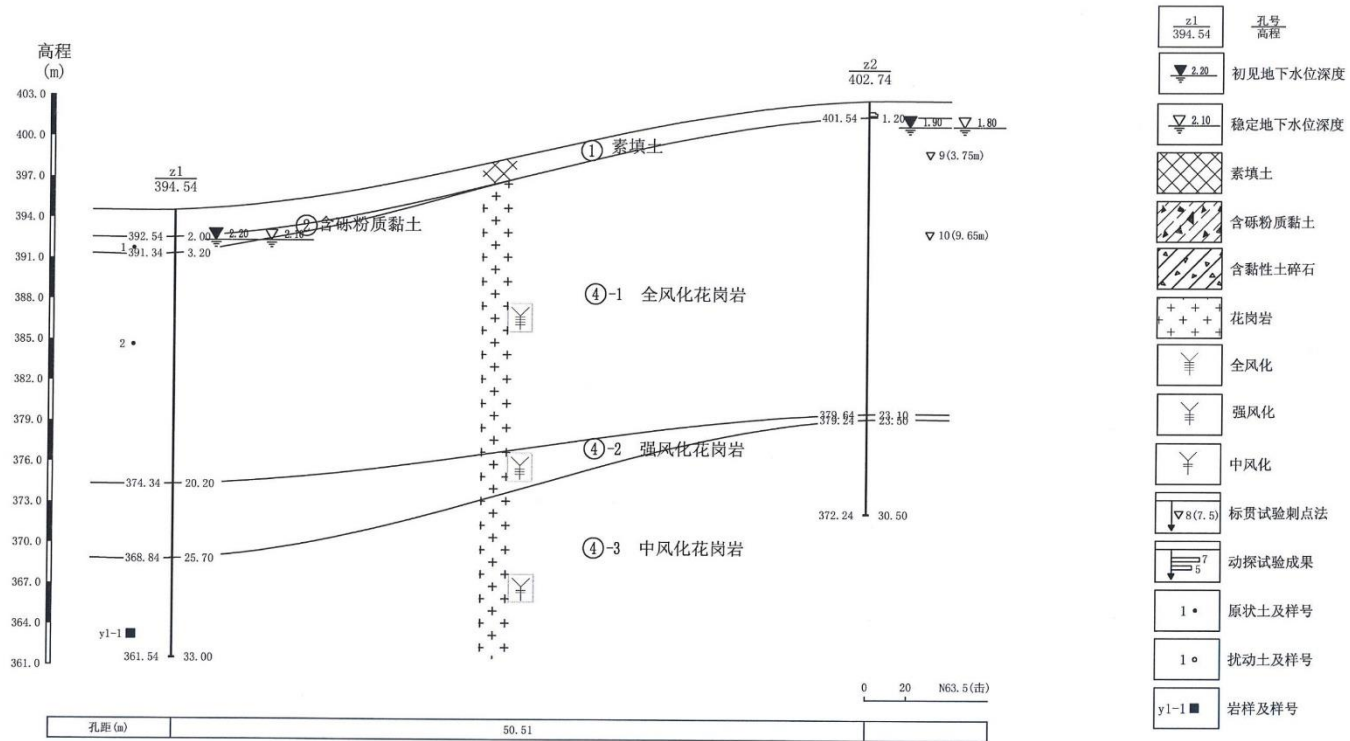 高程
(m)
403.0
400.0
397.0
394.0
391.0
388.0
385.0
382.0
379.0
376.0
373.0
370.0
367.0
364.0
361.0
z1
394.54
392.54 2.00
1
391.34 3.20
2.20 2.10
2
374.34 20.20
368.84 25.70
y1-1
361.54 33.00
① 素填土
②含砾粉质黏土
④-1 全风化花岗岩
④-2 强风化花岗岩
④-3 中风化花岗岩
z2
402.74
401.54 1.20
1.90 1.80
9(3.75m)
10(9.65m)
379.64 23.10
379.24 23.50
372.24 30.50
0 20 N63.5(击)
孔距(m) 50.51
z1 孔号
394.54 高程
2.20 初见地下水位深度
2.10 稳定地下水位深度
素填土
含砾粉质黏土
含黏性土碎石
花岗岩
全风化
强风化
中风化
8(7.5) 标贯试验刺点法
7
5 动探试验成果
1 原状土及样号
1 扰动土及样号
y1-1 岩样及样号